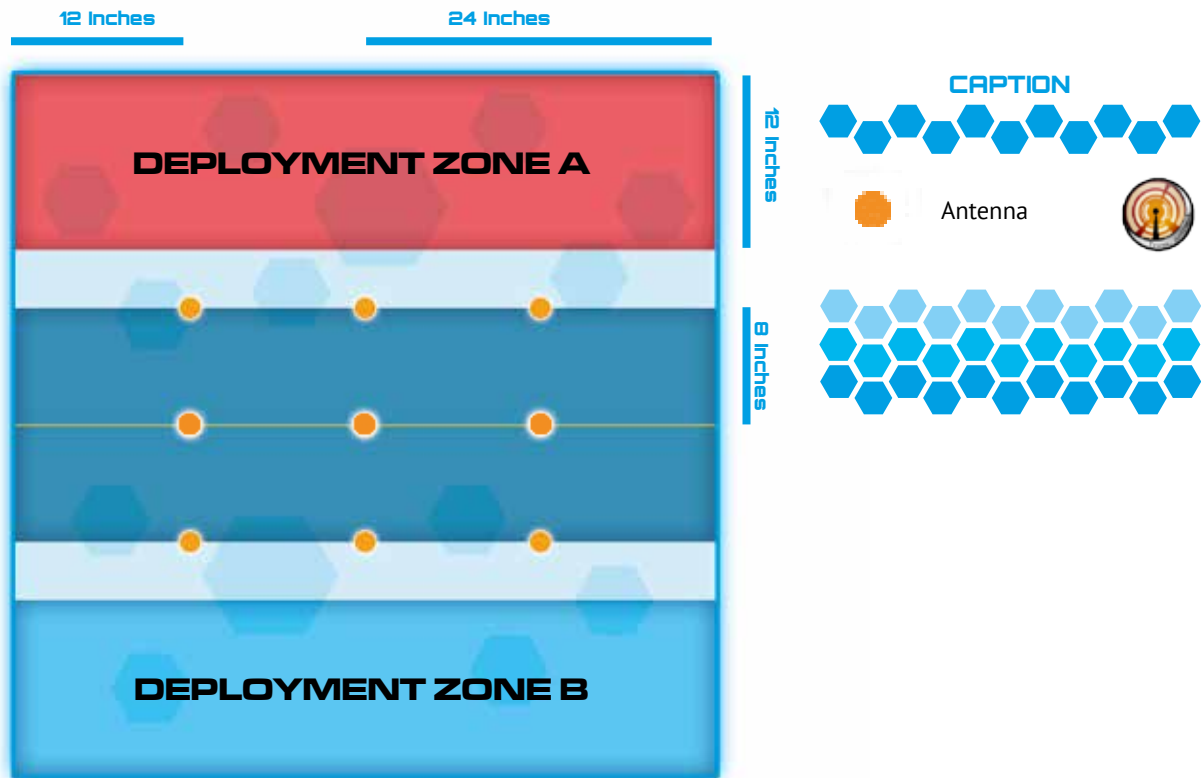 12 Inches
24 Inches
DEPLOYMENT ZONE A
12 Inches
8 Inches
DEPLOYMENT ZONE B
CAPTION
Antenna